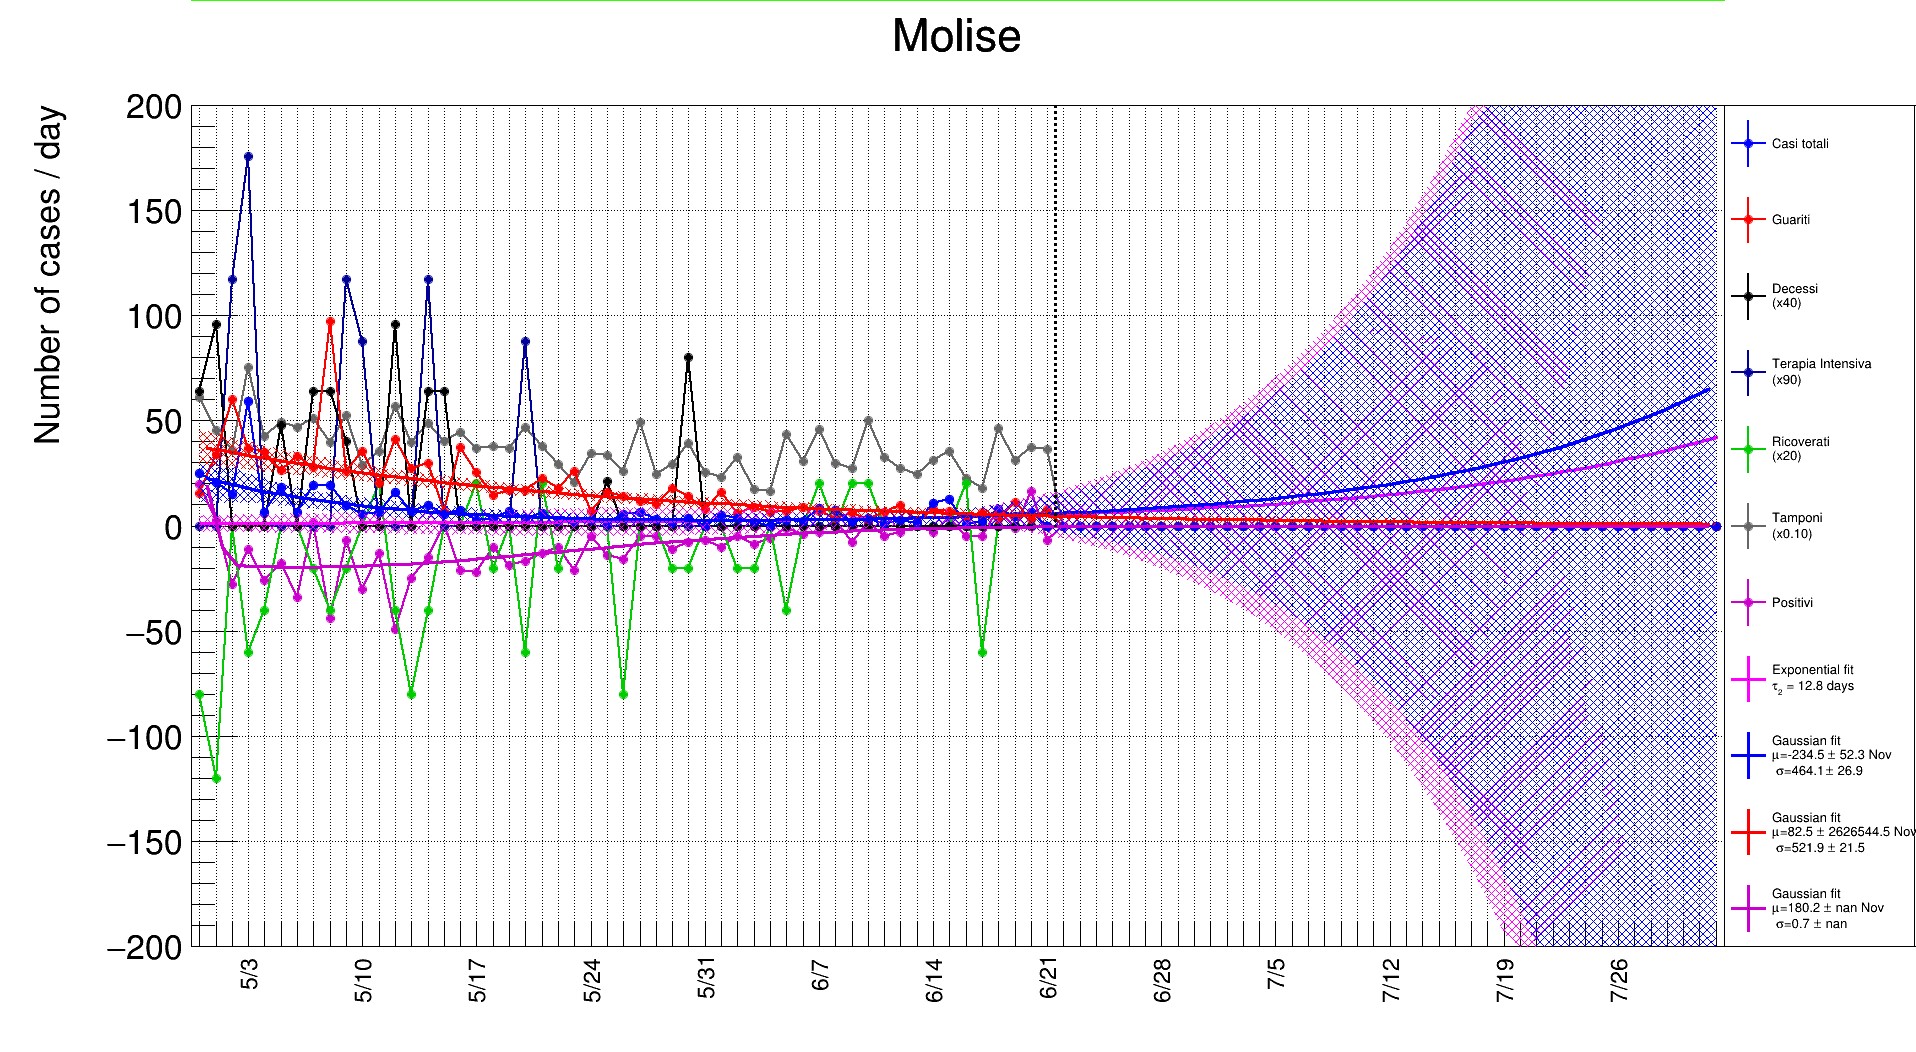 Molise
Number of cases / day
200
150
100
50
0
−50
−100
−150
−200
5/3
5/10
5/17
5/24
5/31
6/7
6/14
6/21
6/28
7/5
7/12
7/19
7/26
Casi totali
Guariti
Decessi
(x40)
Terapia Intensiva
(x90)
Ricoverati
(x20)
Tamponi
(x0.10)
Positivi
Exponential fit
τ2 = 12.8 days
Gaussian fit
μ=-234.5 ± 52.3 Nov
σ=464.1 ± 26.9
Gaussian fit
μ=82.5 ± 2626544.5 Nov
σ=521.9 ± 21.5
Gaussian fit
μ=180.2 ± nan Nov
σ=0.7 ± nan